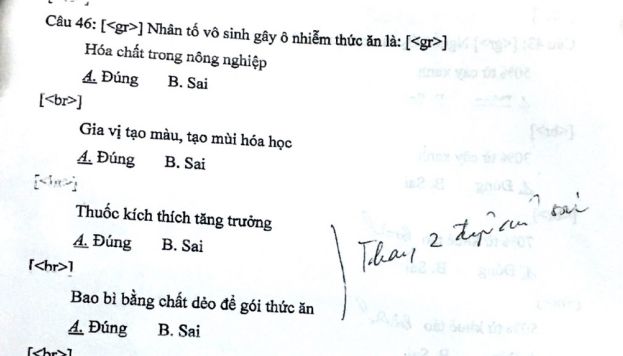 Câu 46: [<gr>] Nhân tố vô sinh gây ô nhiễm thức ăn là: [<gr>]
Hóa chất trong nông nghiệp
A. Đúng B. Sai
[<br>]
Gia vị tạo màu, tạo mùi hóa học
A. Đúng B. Sai
[<br>]
Thuốc kích thích tăng trưởng
A. Đúng B. Sai
[<br>]
Bao bì bằng chất dẻo để gói thức ăn
A. Đúng B. Sai
[<br>]
Thay 2 sai